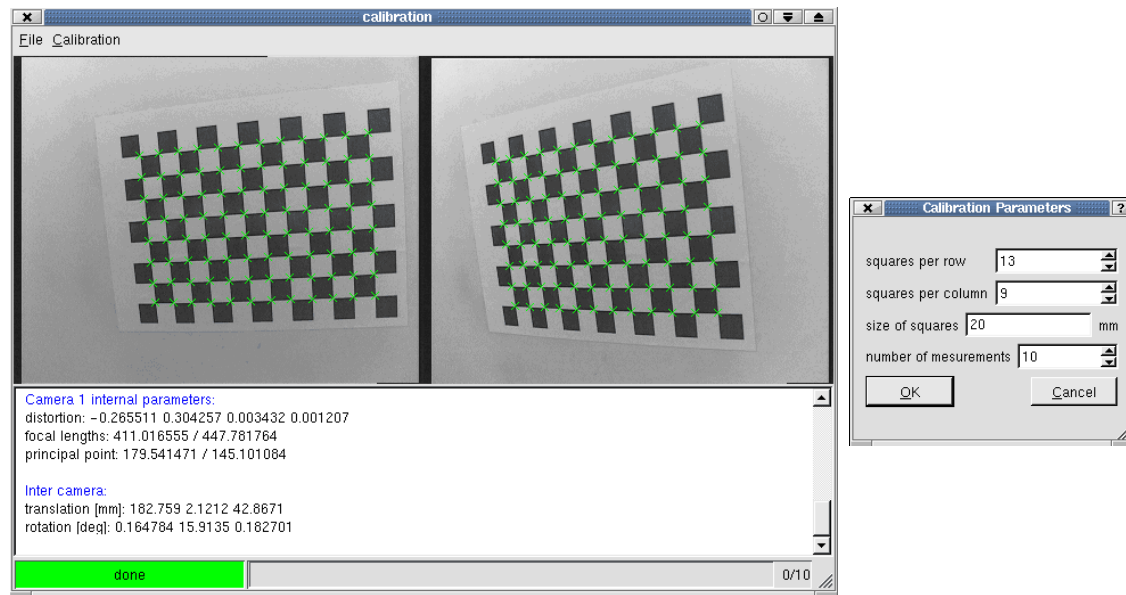 calibration
File Calibration
Camera 1 internal parameters:
distortion: -0.265511 0.304257 0.003432 0.001207
focal lengths: 411.016555 / 447.781764
principal point: 179.541471 / 145.101084
Inter camera:
translation [mm]: 182.759 2.1212 42.8671
rotation [deg]: 0.164784 15.9135 0.182701
done
0/10
Calibration Parameters ?
squares per row 13
squares per column 9
size of squares 20 mm
number of mesurements 10
OK Cancel